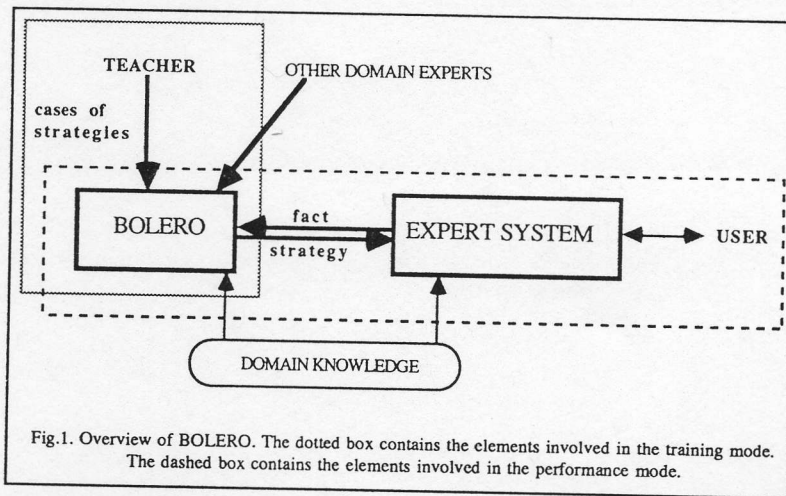 TEACHER
OTHER DOMAIN EXPERTS
cases of
strategies
BOLERO
fact
strategy
EXPERT SYSTEM
USER
DOMAIN KNOWLEDGE
Fig.1. Overview of BOLERO. The dotted box contains the elements involved in the training mode.
The dashed box contains the elements involved in the performance mode.